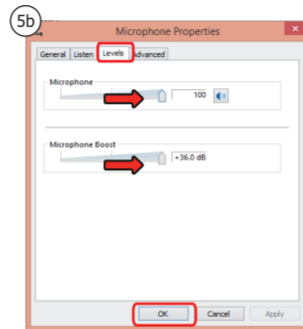 5b
Microphone Properties
General Listen Levels Advanced
Microphone
100
Microphone Boost
+36.0 dB
OK Cancel Apply